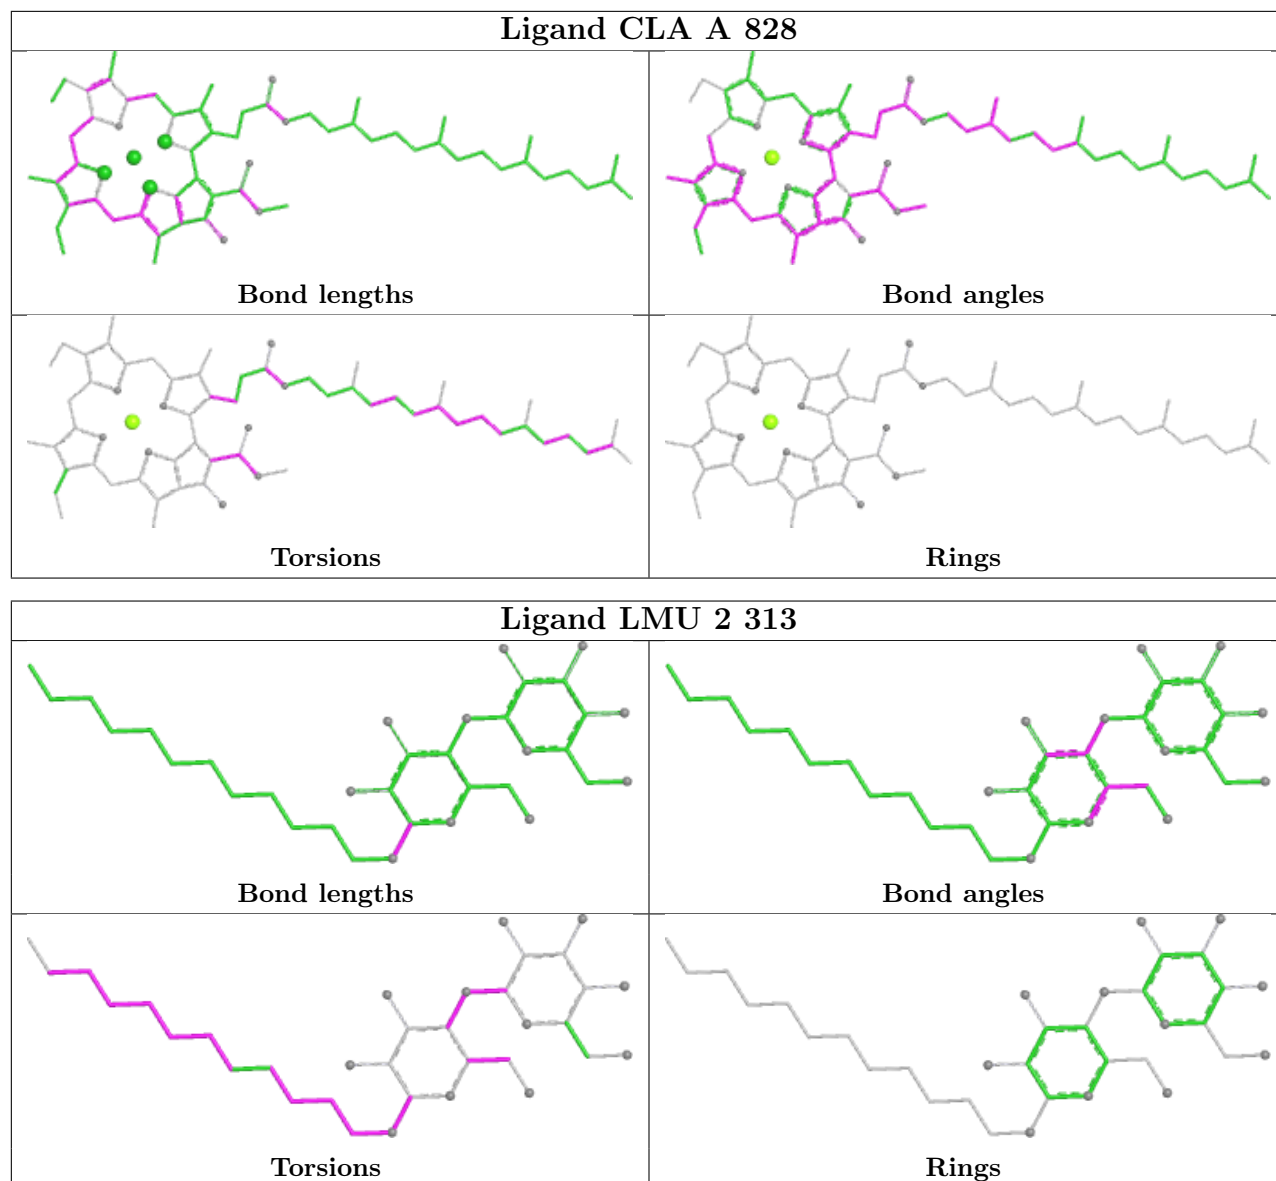 Ligand CLA A 828
Bond lengths
Bond angles
Torsions
Rings
Ligand LMU 2 313
Bond lengths
Bond angles
Torsions
Rings